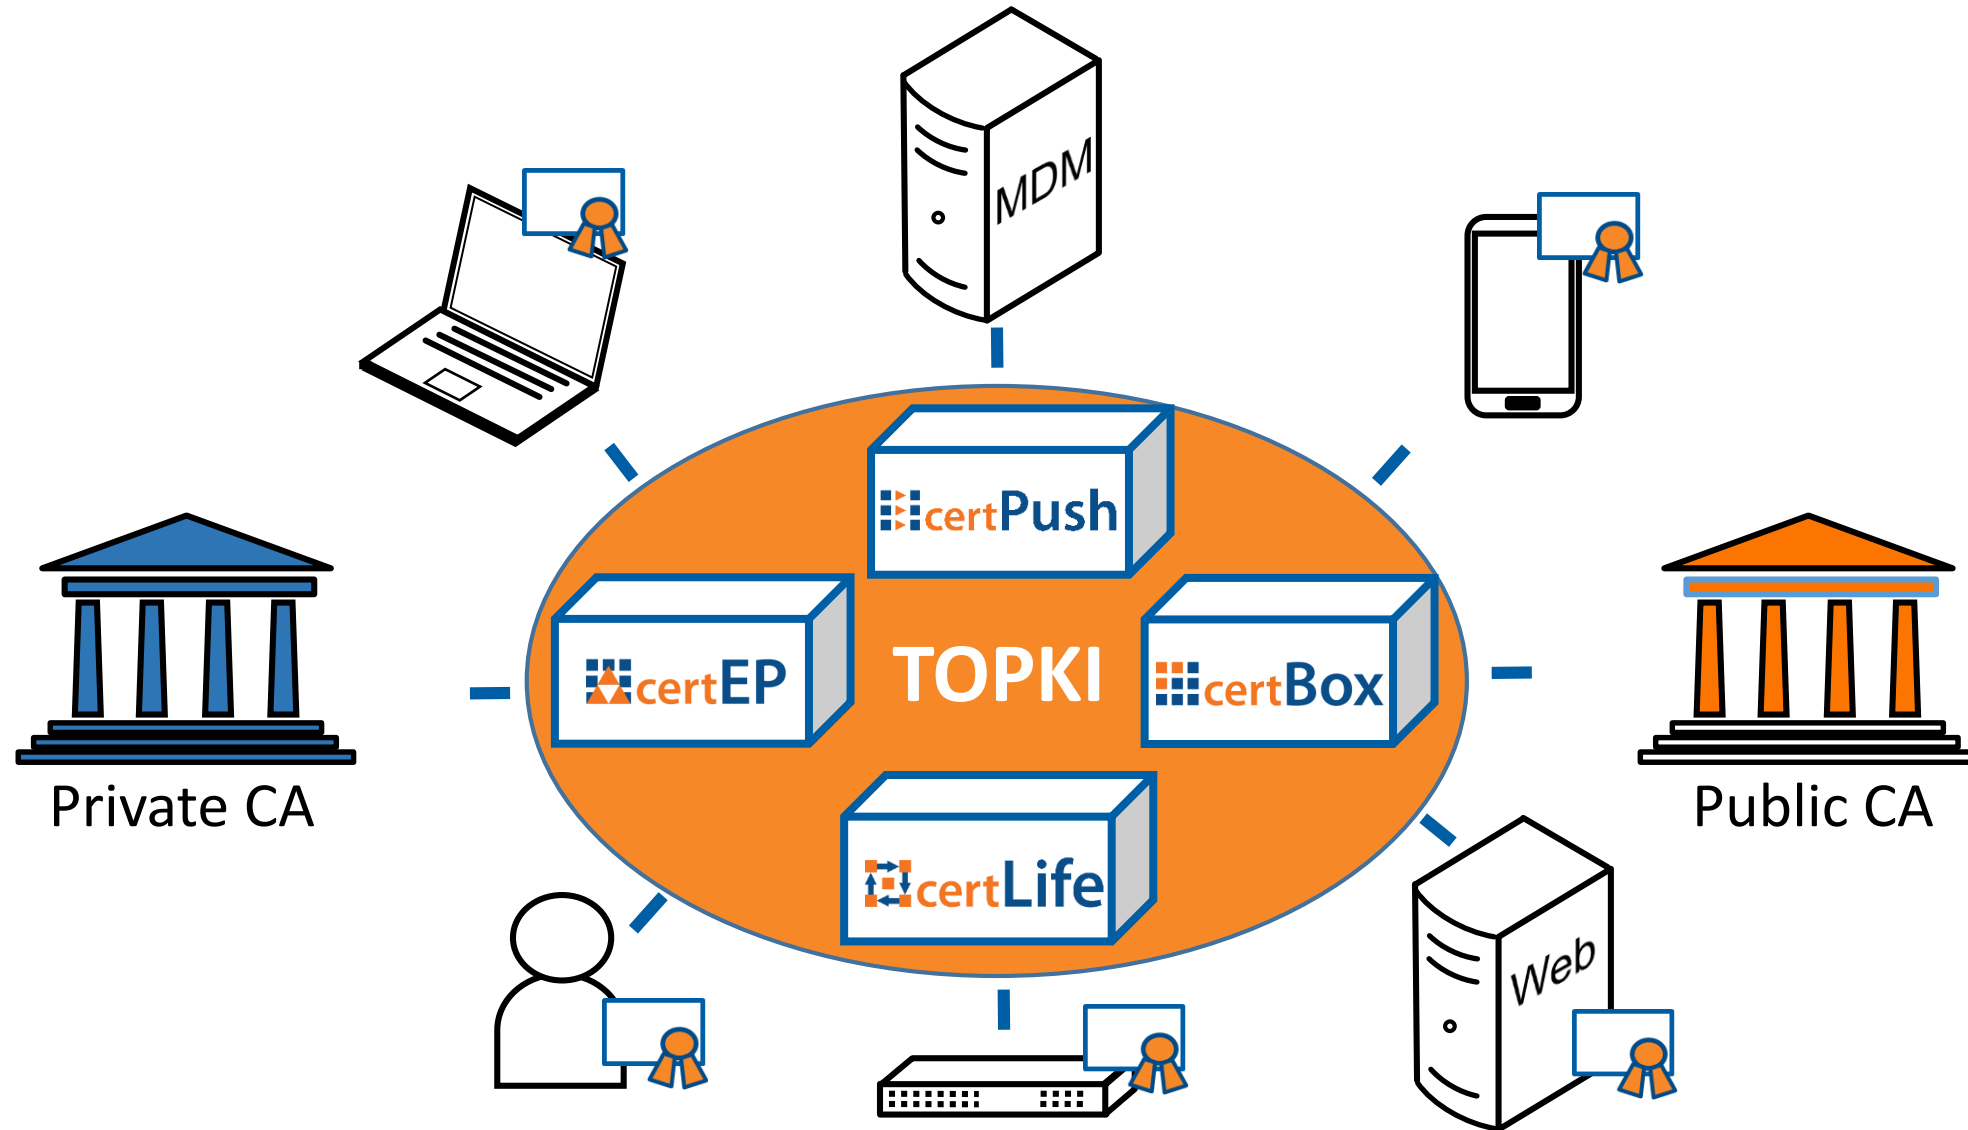 MDM
certPush
certEP
TOPKI
certBox
Private CA
Public CA
certLife
Web